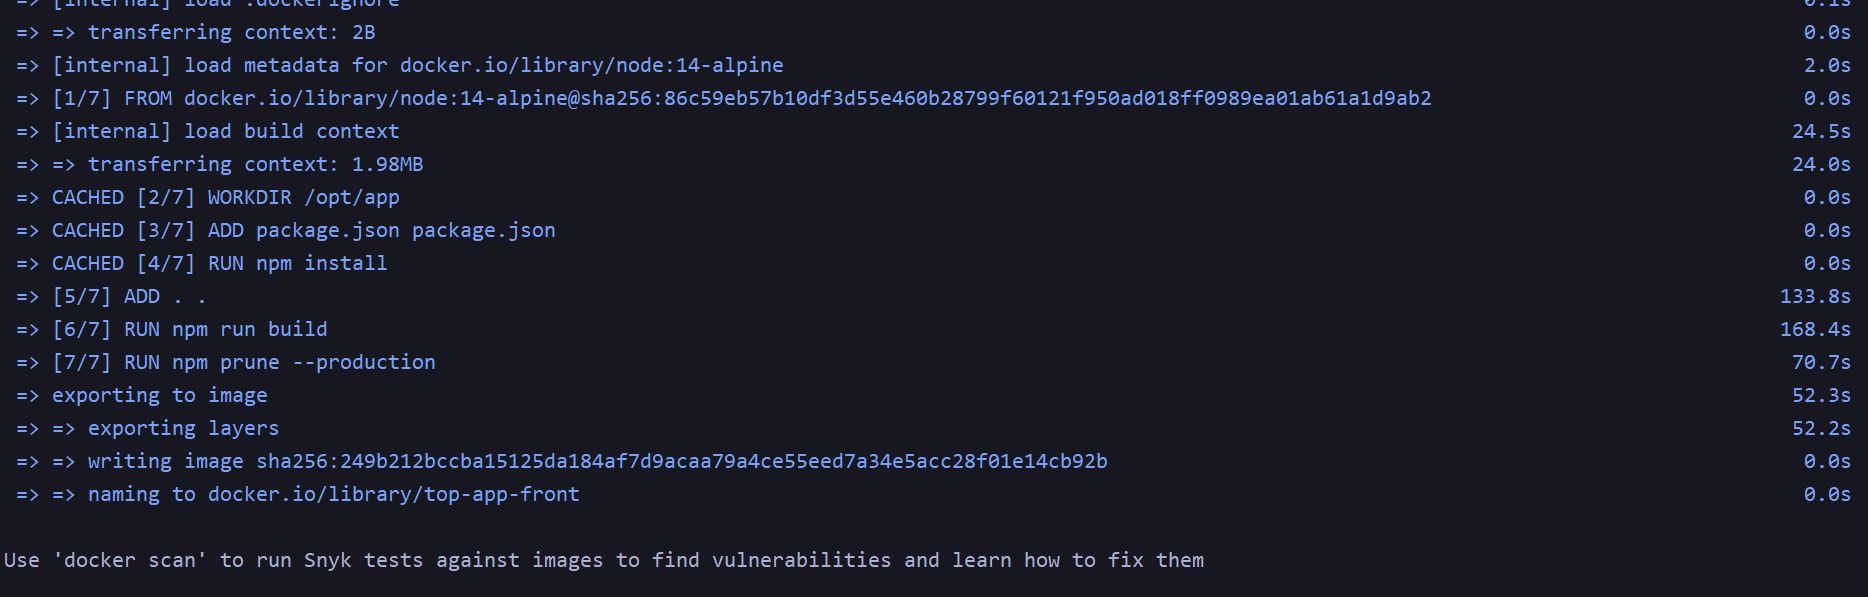 => [internal] load .dockerignore 0.1s
=> => transferring context: 2B 0.0s
=> [internal] load metadata for docker.io/library/node:14-alpine 2.0s
=> [1/7] FROM docker.io/library/node:14-alpine@sha256:86c59eb57b10df3d55e460b28799f60121f950ad018ff0989ea01ab61a1d9ab2 0.0s
=> [internal] load build context 24.5s
=> => transferring context: 1.98MB 24.0s
=> CACHED [2/7] WORKDIR /opt/app 0.0s
=> CACHED [3/7] ADD package.json package.json 0.0s
=> CACHED [4/7] RUN npm install 0.0s
=> [5/7] ADD . . 133.8s
=> [6/7] RUN npm run build 168.4s
=> [7/7] RUN npm prune --production 70.7s
=> exporting to image 52.3s
=> => exporting layers 52.2s
=> => writing image sha256:249b212bccba15125da184af7d9acaa79a4ce55eed7a34e5acc28f01e14cb92b 0.0s
=> => naming to docker.io/library/top-app-front 0.0s
Use 'docker scan' to run Snyk tests against images to find vulnerabilities and learn how to fix them